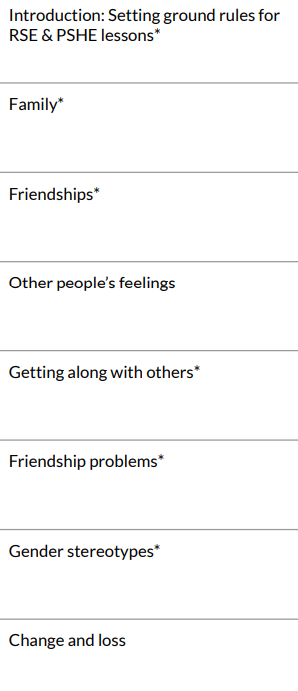 Introduction: Setting ground rules for
RSE & PSHE lessons*
Family*
Friendships*
Other people’s feelings
Getting along with others*
Friendship problems*
Gender stereotypes*
Change and loss